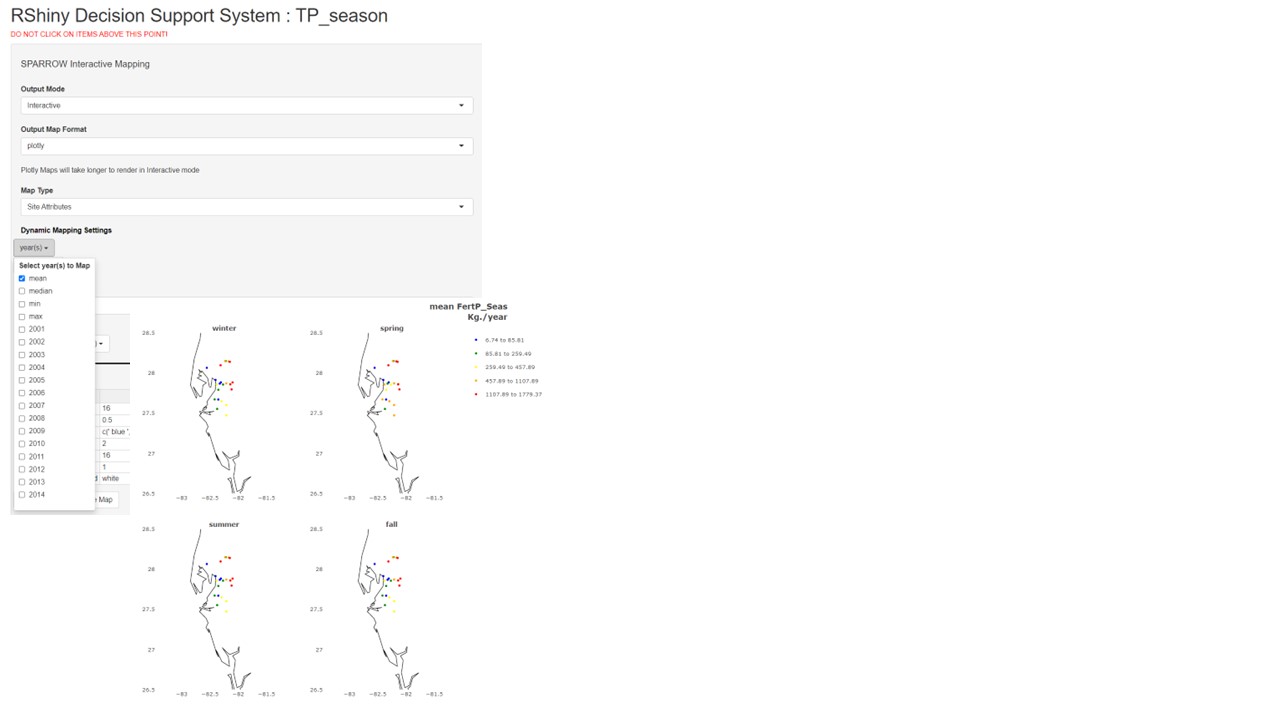 RShiny Decision Support System : TP_season
DO NOT CLICK ON ITEMS ABOVE THIS POINT!
SPARROW Interactive Mapping
Output Mode
Interactive
Output Map Format
plotly
Plotly Maps will take longer to render in Interactive mode
Map Type
Site Attributes
Dynamic Mapping Settings
year(s)
Select year(s) to Map
mean
median
min
max
2001
2002
2003
2004
2005
2006
2007
2008
2009
2010
2011
2012
2013
2014
)
16
0.5
c(" blue ",
2
16
1
d white
e Map
mean FertP_Seas
Kg./year
6.74 to 85.81
85.81 to 259.49
259.49 to 457.89
457.89 to 1107.89
1107.89 to 1779.37
winter
28.5
28
27.5
27
26.5
−83 −82.5 −82 −81.5
spring
28.5
28
27.5
27
26.5
−83 −82.5 −82 −81.5
summer
28.5
28
27.5
27
26.5
−83 −82.5 −82 −81.5
fall
28.5
28
27.5
27
26.5
−83 −82.5 −82 −81.5